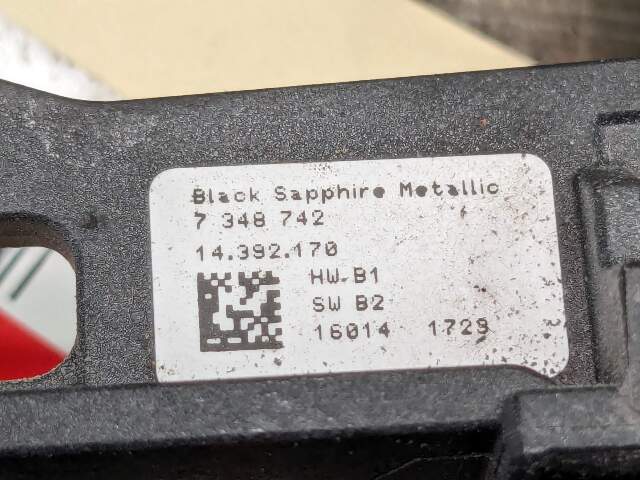 Black Sapphire Metallic
7 348 742
14.392.170
HW.B1
SW B2
16014 1729